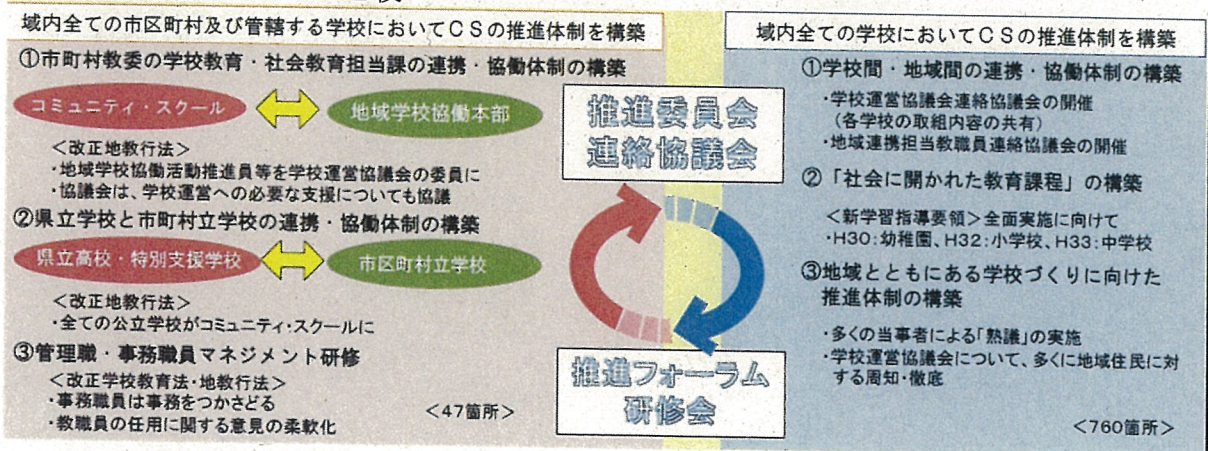 域内全ての市区町村及び管轄する学校においてＣＳの推進体制を構築
①市町村教委の学校教育・社会教育担当課の連携・協働体制の構築
コミュニティ・スクール
地域学校協働本部
＜改正地教行法＞
・地域学校協働活動推進員等を学校運営協議会の委員に
・協議会は、学校運営への必要な支援についても協議
②県立学校と市町村立学校の連携・協働体制の構築
県立高校・特別支援学校
市区町村立学校
＜改正地教行法＞
・全ての公立学校がコミュニティ・スクールに
③管理職・事務職員マネジメント研修
＜改正学校教育法・地教行法＞
・事務職員は事務をつかさどる
・教職員の任用に関する意見の柔軟化
＜47箇所＞
推進委員会
連絡協議会
推進フォーラム
研修会
域内全ての学校においてＣＳの推進体制を構築
①学校間・地域間の連携・協働体制の構築
・学校運営協議会連絡協議会の開催
（各学校の取組内容の共有）
・地域連携担当教職員連絡協議会の開催
②「社会に開かれた教育課程」の構築
＜新学習指導要領＞全面実施に向けて
・H30：幼稚園、H32：小学校、H33：中学校
③地域とともにある学校づくりに向けた
推進体制の構築
・多くの当事者による「熟議」の実施
・学校運営協議会について、多くに地域住民に対
する周知・徹底
＜760箇所＞